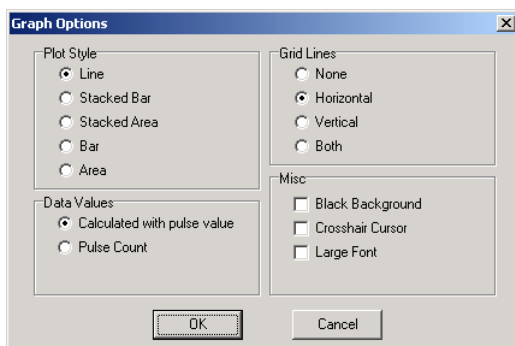 Graph Options
Plot Style
Line
Stacked Bar
Stacked Area
Bar
Area
Data Values
Calculated with pulse value
Pulse Count
Grid Lines
None
Horizontal
Vertical
Both
Misc
Black Background
Crosshair Cursor
Large Font
OK
Cancel